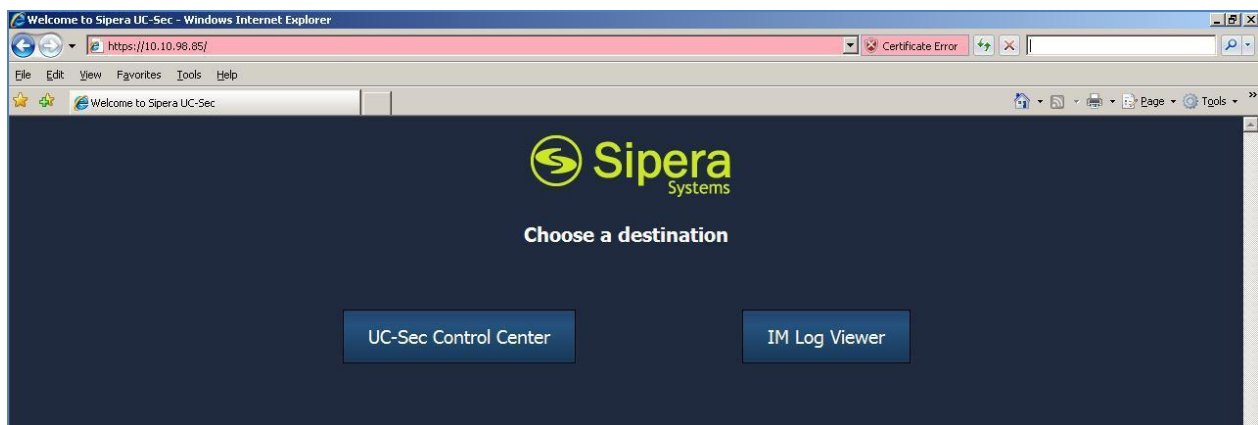 Welcome to Sipera UC-Sec - Windows Internet Explorer
https://10.10.98.85/
Certificate Error
File Edit View Favorites Tools Help
Welcome to Sipera UC-Sec
Page Tools »
Sipera
Systems
Choose a destination
UC-Sec Control Center
IM Log Viewer